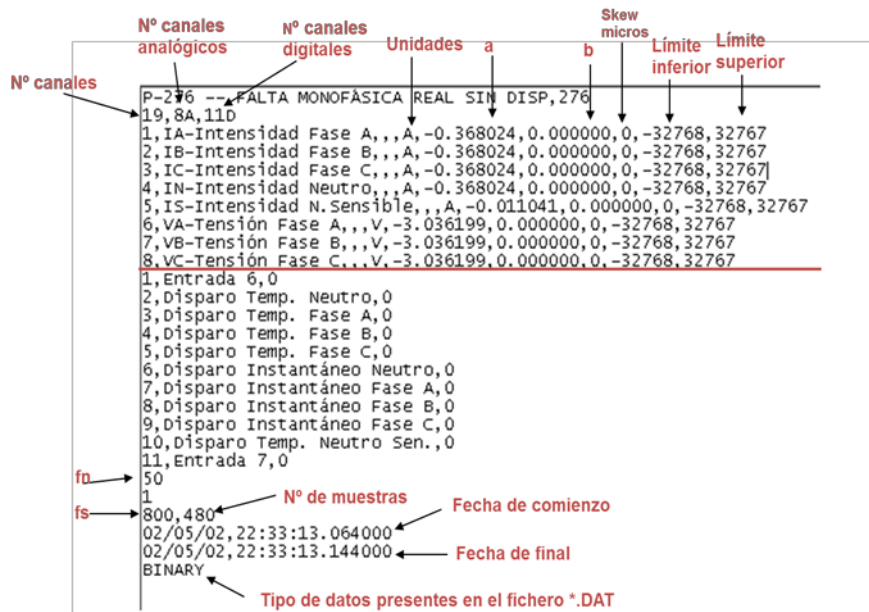 Nº canales
Nº canales analógicos
Nº canales digitales
Unidades
a
b
Skew micros
Límite inferior
Límite superior
P-276 -- FALTA MONOFÀSICA REAL SIN DISP,276
19,8A,11D
1,IA-Intensidad Fase A,,,A,-0.368024,0.000000,0,-32768,32767
2,IB-Intensidad Fase B,,,A,-0.368024,0.000000,0,-32768,32767
3,IC-Intensidad Fase C,,,A,-0.368024,0.000000,0,-32768,32767
4,IN-Intensidad Neutro,,,A,-0.368024,0.000000,0,-32768,32767
5,IS-Intensidad N.Sensible,,,A,-0.011041,0.000000,0,-32768,32767
6,VA-Tensión Fase A,,,V,-3.036199,0.000000,0,-32768,32767
7,VB-Tensión Fase B,,,V,-3.036199,0.000000,0,-32768,32767
8,VC-Tensión Fase C,,,V,-3.036199,0.000000,0,-32768,32767
1,Entrada 6,0
2,Disparo Temp. Neutro,0
3,Disparo Temp. Fase A,0
4,Disparo Temp. Fase B,0
5,Disparo Temp. Fase C,0
6,Disparo Instantáneo Neutro,0
7,Disparo Instantáneo Fase A,0
8,Disparo Instantáneo Fase B,0
9,Disparo Instantáneo Fase C,0
10,Disparo Temp. Neutro Sen.,0
11,Entrada 7,0
fn
50
1
fs
800,480
Nº de muestras
02/05/02,22:33:13.064000
Fecha de comienzo
02/05/02,22:33:13.144000
Fecha de final
BINARY
Tipo de datos presentes en el fichero *.DAT